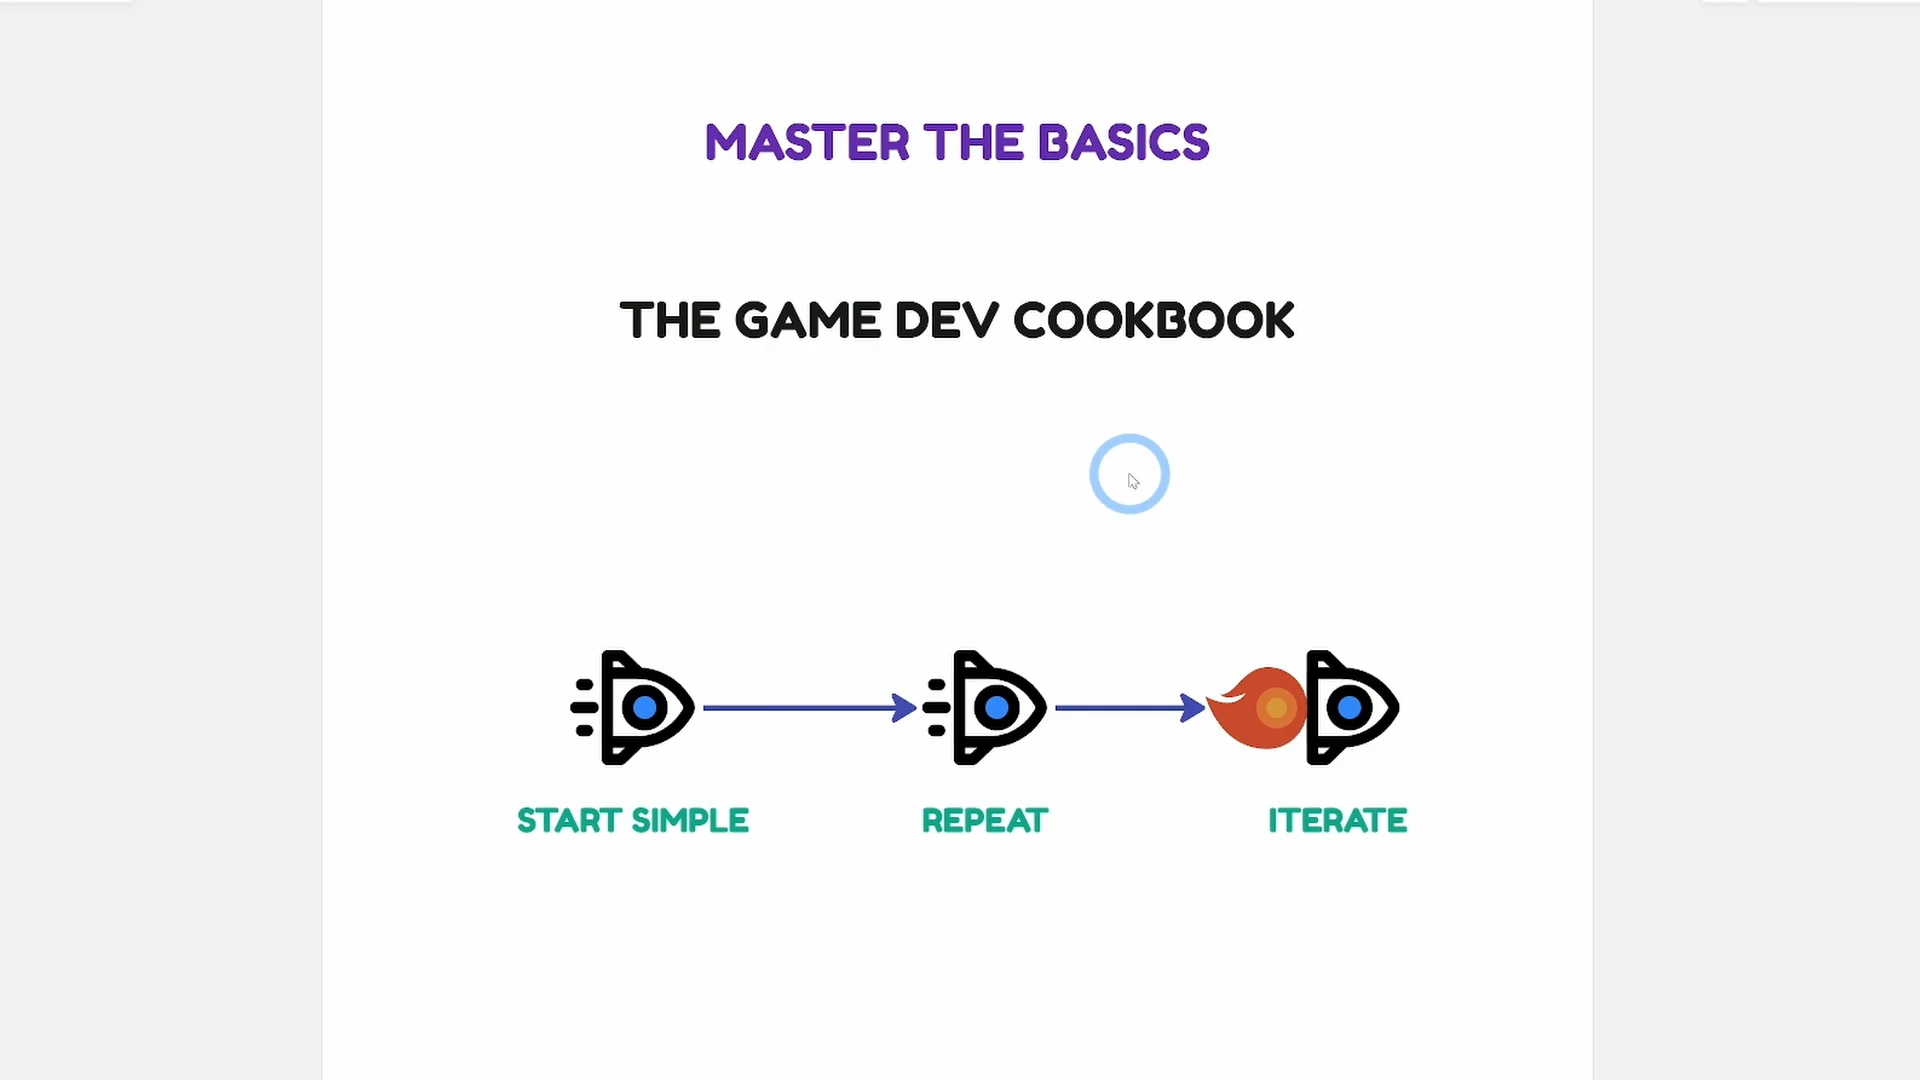 MASTER THE BASICS
THE GAME DEV COOKBOOK
START SIMPLE
REPEAT
ITERATE